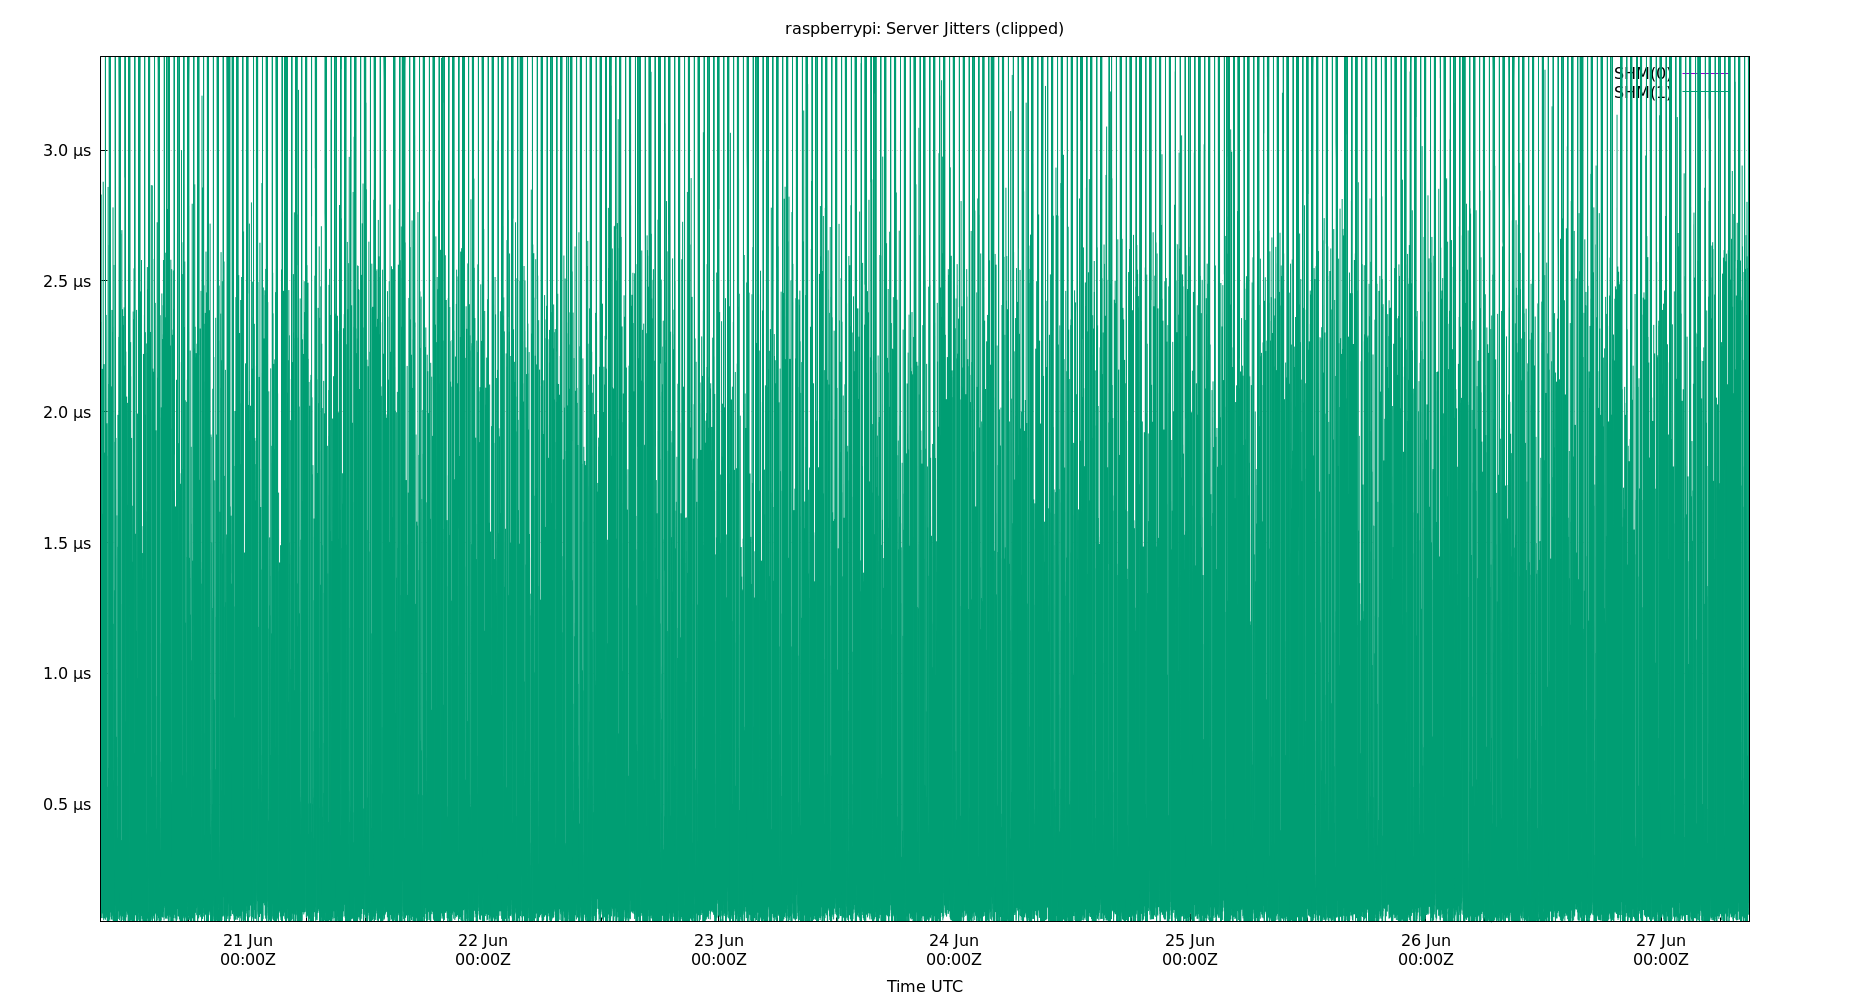 raspberrypi: Server Jitters (clipped)
SHM(0)
SHM(1)
3.0 µs
2.5 µs
2.0 µs
1.5 µs
1.0 µs
0.5 µs
21 Jun 22 Jun 23 Jun 24 Jun 25 Jun 26 Jun 27 Jun
00:00Z 00:00Z 00:00Z 00:00Z 00:00Z 00:00Z 00:00Z
Time UTC